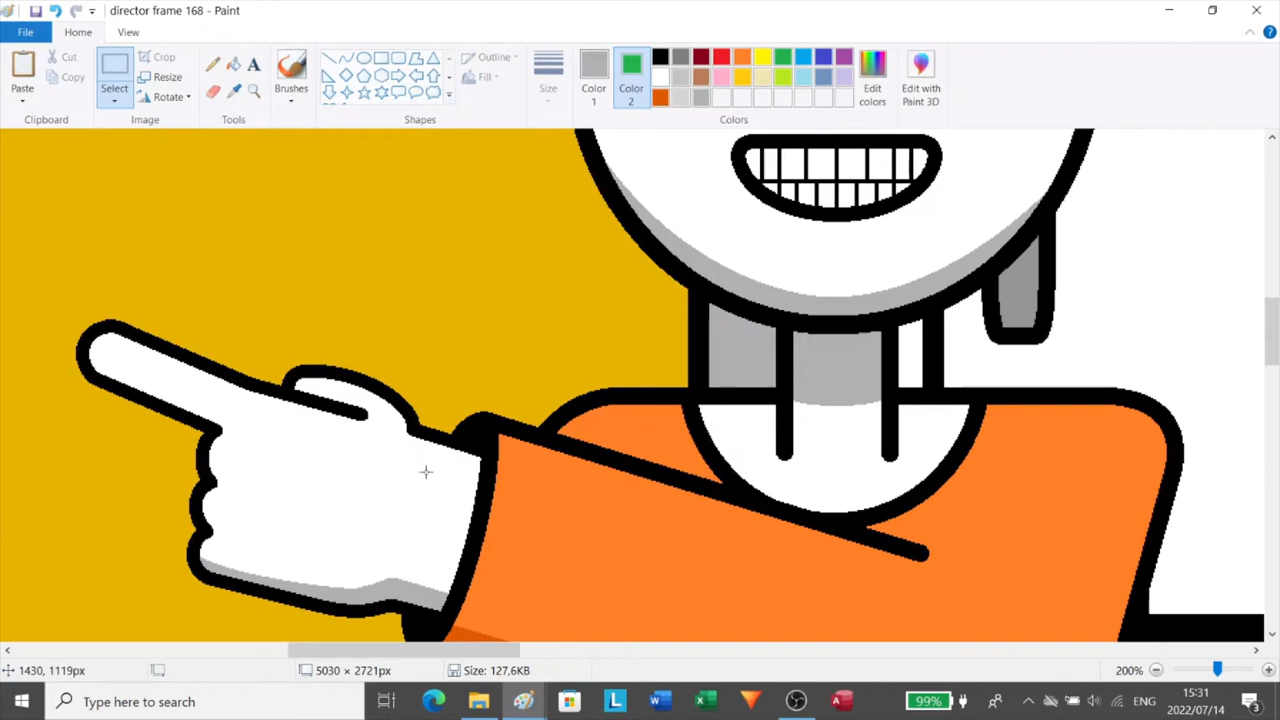 director frame 168 - Paint
File
Home
View
Paste
Cut
Copy
Clipboard
Select
Crop
Resize
Rotate
Image
A
Tools
Brushes
Outline
Fill
Shapes
Size
Color 1
Color 2
Edit colors
Colors
Edit with Paint 3D
1430, 1119px
5030 × 2721px
Size: 127,6KB
200%
Type here to search
L
99%
ENG
15:31
2022/07/14
3